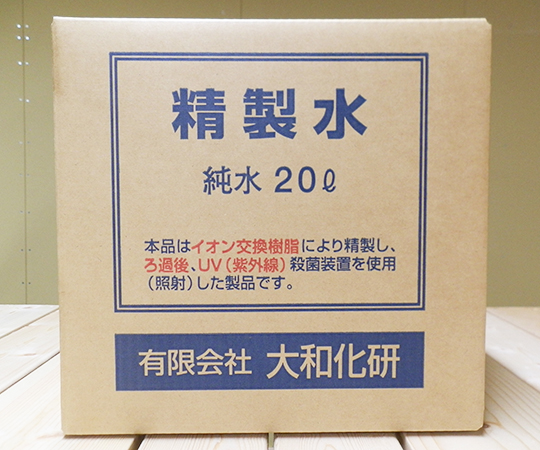 精製水
純水 20ℓ
本品はイオン交換樹脂により精製し、
ろ過後、UV(紫外線)殺菌装置を使用
(照射)した製品です。
有限会社 大和化研